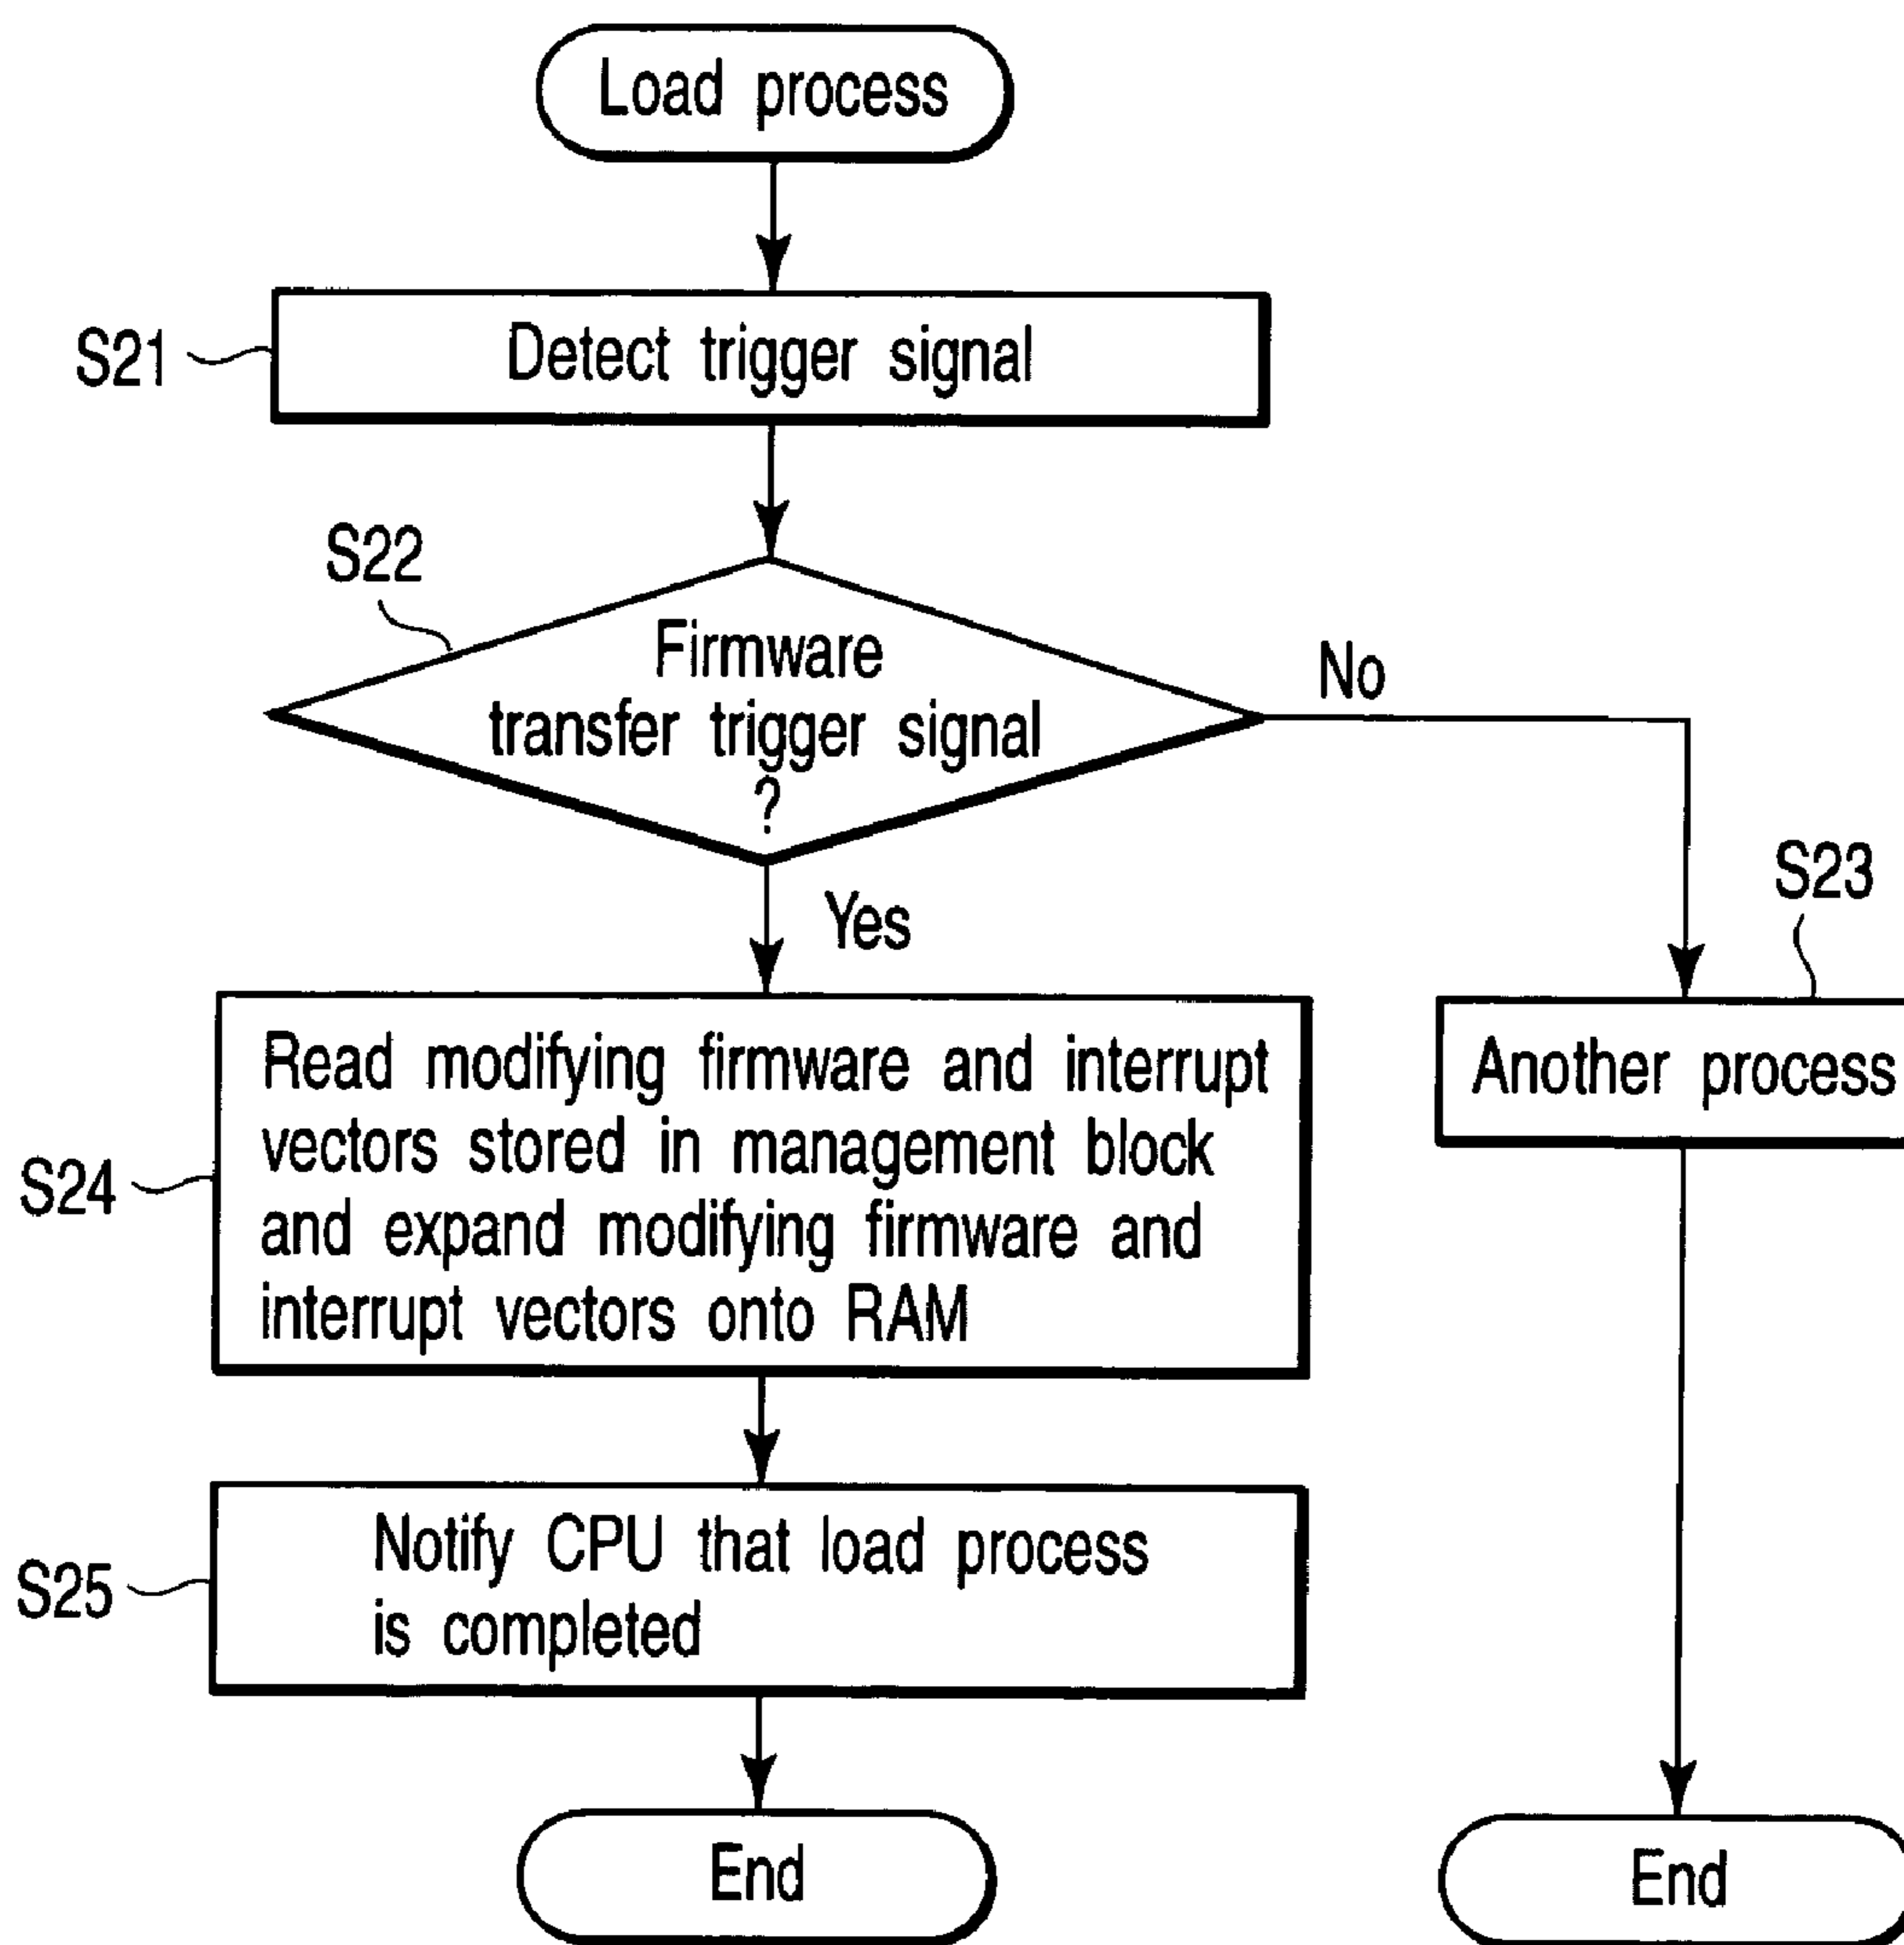 Load process
S21
Detect trigger signal
S22
Firmware
transfer trigger signal
?
No
Yes
S23
Another process
S24
Read modifying firmware and interrupt
vectors stored in management block
and expand modifying firmware and
interrupt vectors onto RAM
S25
Notify CPU that load process
is completed
End
End